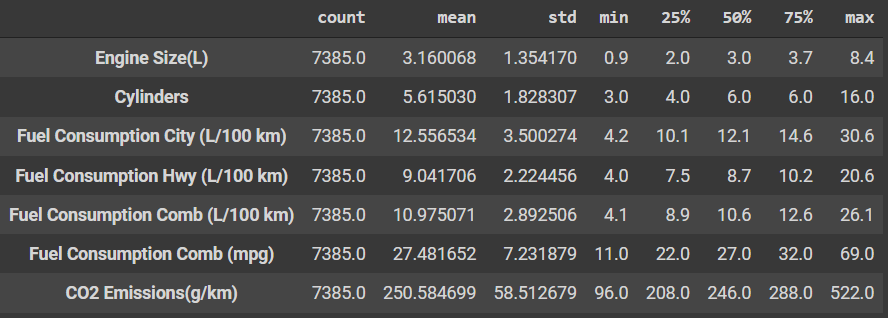 count mean std min 25% 50% 75% max
Engine Size(L) 7385.0 3.160068 1.354170 0.9 2.0 3.0 3.7 8.4
Cylinders 7385.0 5.615030 1.828307 3.0 4.0 6.0 6.0 16.0
Fuel Consumption City (L/100 km) 7385.0 12.556534 3.500274 4.2 10.1 12.1 14.6 30.6
Fuel Consumption Hwy (L/100 km) 7385.0 9.041706 2.224456 4.0 7.5 8.7 10.2 20.6
Fuel Consumption Comb (L/100 km) 7385.0 10.975071 2.892506 4.1 8.9 10.6 12.6 26.1
Fuel Consumption Comb (mpg) 7385.0 27.481652 7.231879 11.0 22.0 27.0 32.0 69.0
CO2 Emissions(g/km) 7385.0 250.584699 58.512679 96.0 208.0 246.0 288.0 522.0